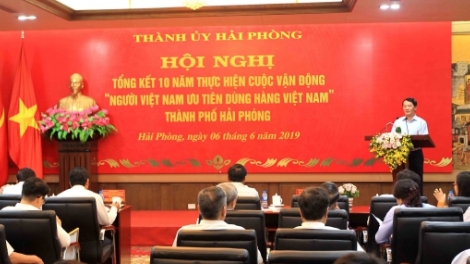 THÀNH ỦY HẢI PHÒNG
HỘI NGHỊ
TỔNG KẾT 10 NĂM THỰC HIỆN CUỘC VẬN ĐỘNG
"NGƯỜI VIỆT NAM ƯU TIÊN DÙNG HÀNG VIỆT NAM"
THÀNH PHỐ HẢI PHÒNG
Hải Phòng, ngày 06 tháng 6 năm 2019